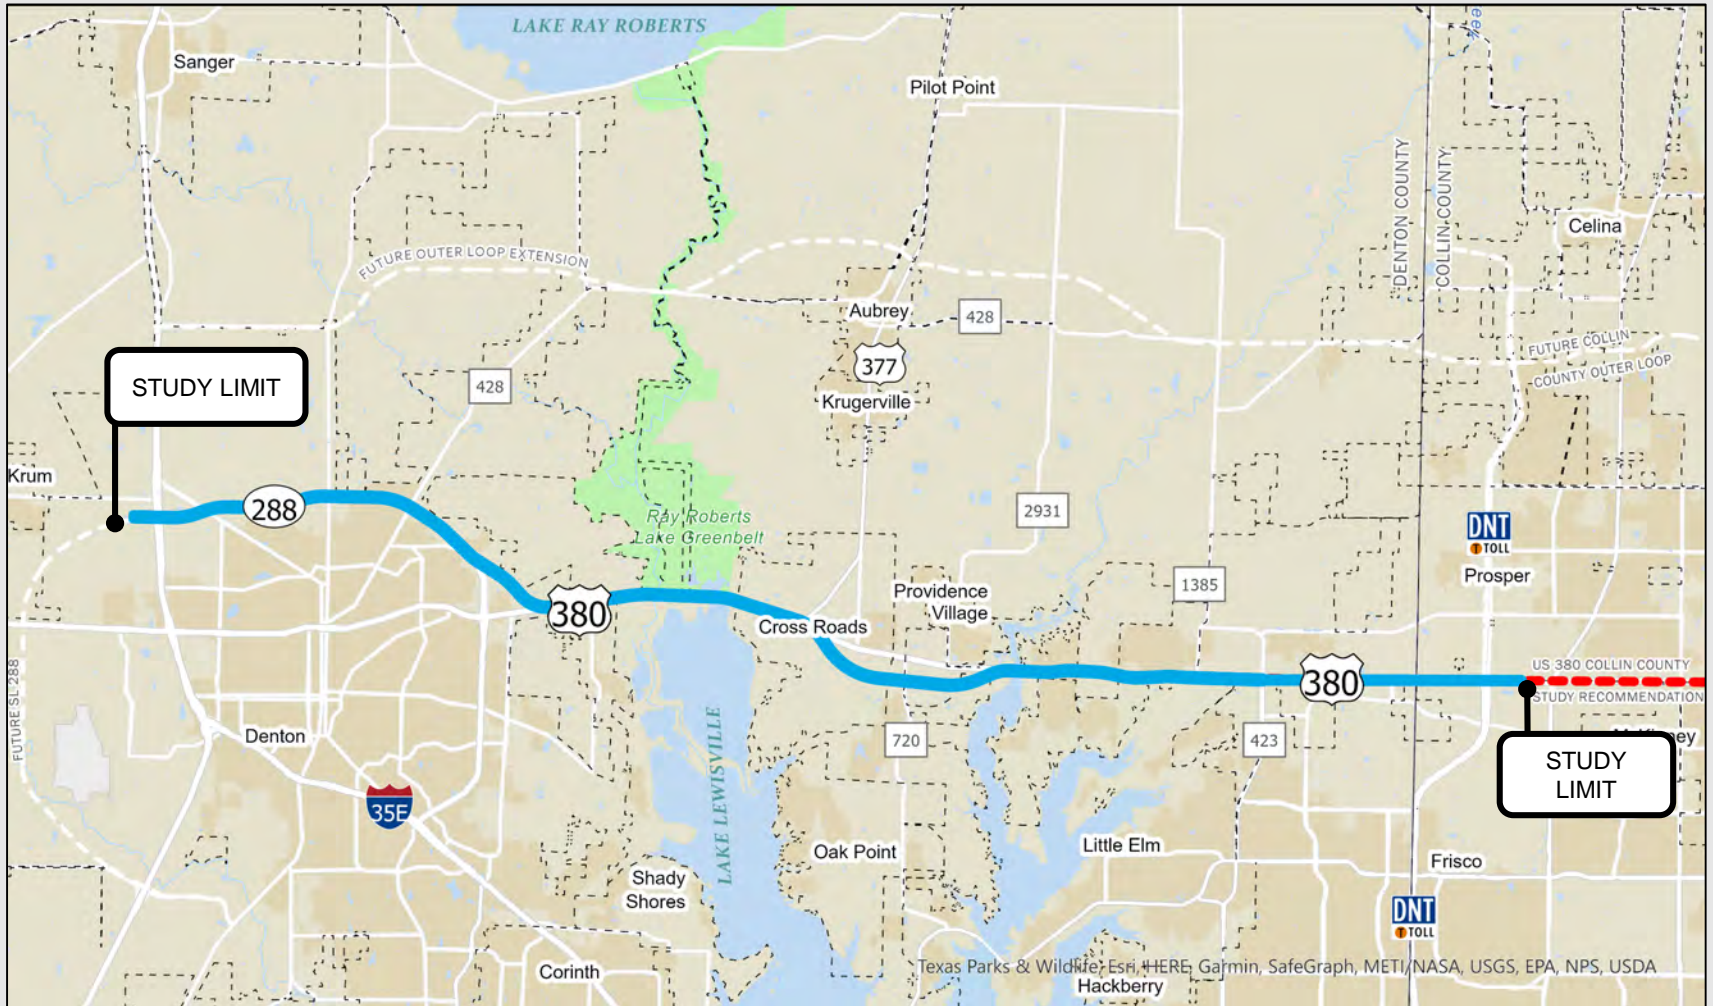 LAKE RAY ROBERTS
Sanger
Pilot Point
DENTON COUNTY
COLLIN COUNTY
Celina
FUTURE OUTER LOOP EXTENSION
Aubrey
428
FUTURE COLLIN
COUNTY OUTER LOOP
377
STUDY LIMIT
428
Krugerville
Krum
288
Ray Roberts
Lake Greenbelt
2931
DNT
TOLL
Prosper
1385
Providence
Village
380
Cross Roads
US 380 COLLIN COUNTY
STUDY RECOMMENDATION
380
FUTURE SL 288
Denton
720
423
STUDY
LIMIT
LAKE LEWISVILLE
35E
Oak Point
Little Elm
Frisco
Shady
Shores
DNT
TOLL
Corinth
Texas Parks & Wildlife, Esri, HERE, Garmin, SafeGraph, METI/NASA, USGS, EPA, NPS, USDA
Hackberry